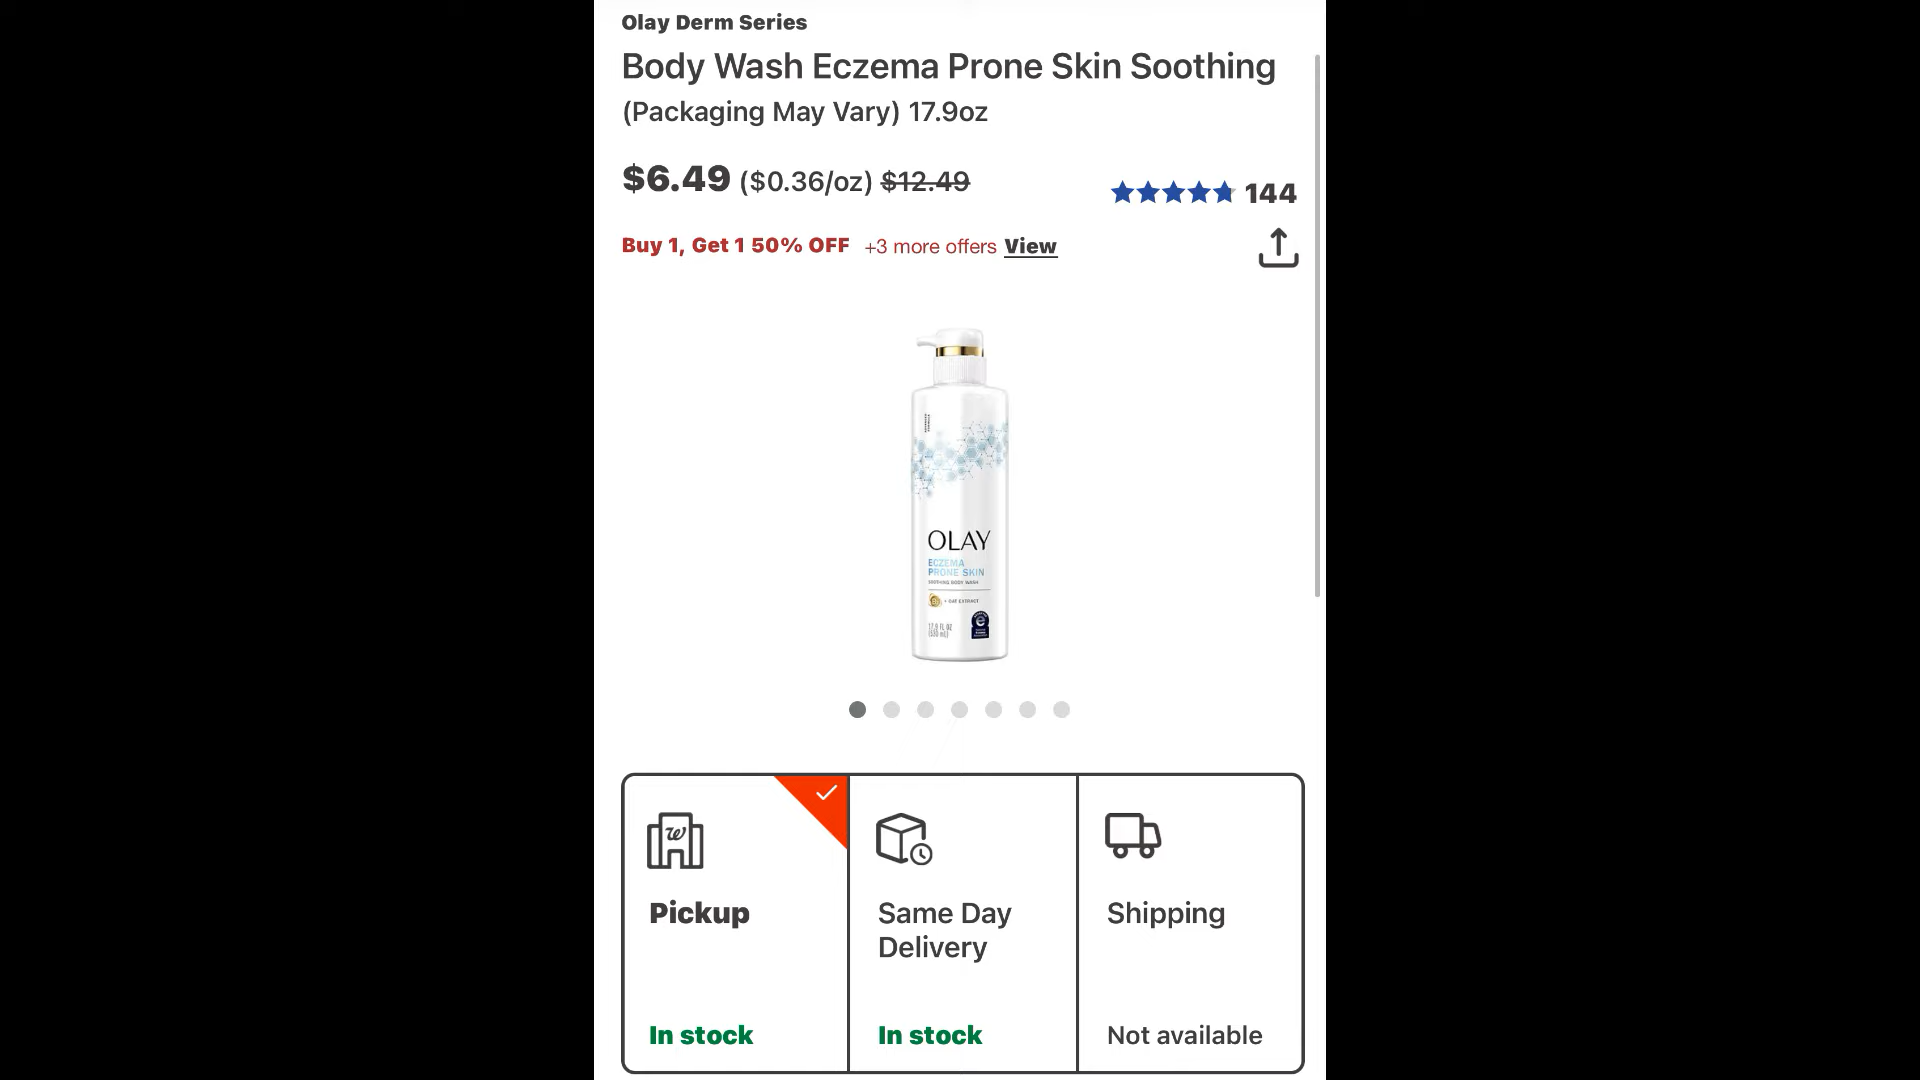 Olay Derm Series
Body Wash Eczema Prone Skin Soothing
(Packaging May Vary) 17.9oz
$6.49 ($0.36/oz) $12.49
144
Buy 1, Get 1 50% OFF +3 more offers View
OLAY
ECZEMA
PRONE SKIN
SOOTHING BODY WASH
+ OAT EXTRACT
17.9 FL OZ
(530 mL)
Pickup
Same Day
Delivery
Shipping
In stock
In stock
Not available